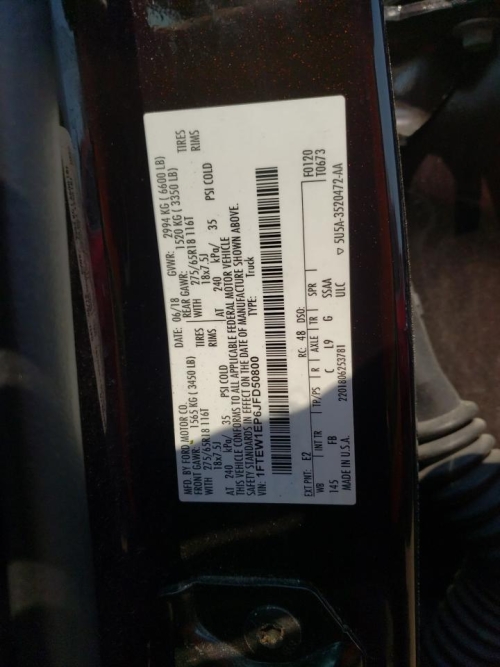 MFD. BY FORD MOTOR CO. DATE: 06/18 GVWR: 2994 KG ( 6600 LB)
FRONT GAWR: 1565 KG ( 3450 LB) REAR GAWR: 1520 KG ( 3350 LB)
WITH 275/65R18 116T TIRES WITH 275/65R18 116T TIRES
18x7.5J RIMS 18x7.5J RIMS
AT 240 kPa/ 35 PSI COLD AT 240 kPa/ 35 PSI COLD
THIS VEHICLE CONFORMS TO ALL APPLICABLE FEDERAL MOTOR VEHICLE
SAFETY STANDARDS IN EFFECT ON THE DATE OF MANUFACTURE SHOWN ABOVE.
VIN: 1FTEW1EP6JFD50800 TYPE: Truck
F0120
EXT PNT: E2 RC: 48 DSO: T0673
WB INT TR TP/PS R AXLE TR SPR
145 FB C L9 G SSAA
MADE IN U.S.A. 2201806253781 ULC 5U5A-3520472-AA